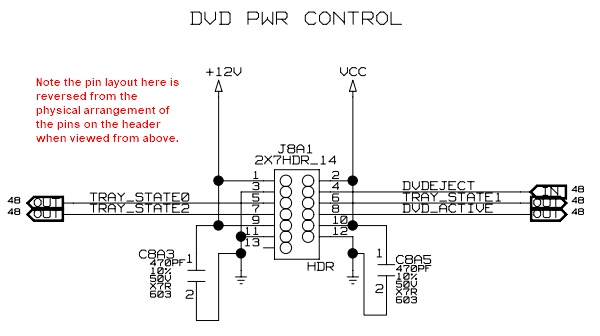 DVD PWR CONTROL
Note the pin layout here is
reversed from the
physical arrangement of
the pins on the header
when viewed from above.
+12V
VCC
J8A1
2X7HDR_14
1 2
3 4 DVDEJECT IN 48
48 OUT TRAY_STATE0 5 6 TRAY_STATE1 OUT 48
48 OUT TRAY_STATE2 7 8 DVD_ACTIVE OUT 48
9 10
11 12
13
HDR
C8A3
470PF
10%
50V
X7R
603
1
2
C8A5
470PF
10%
50V
X7R
603
1
2